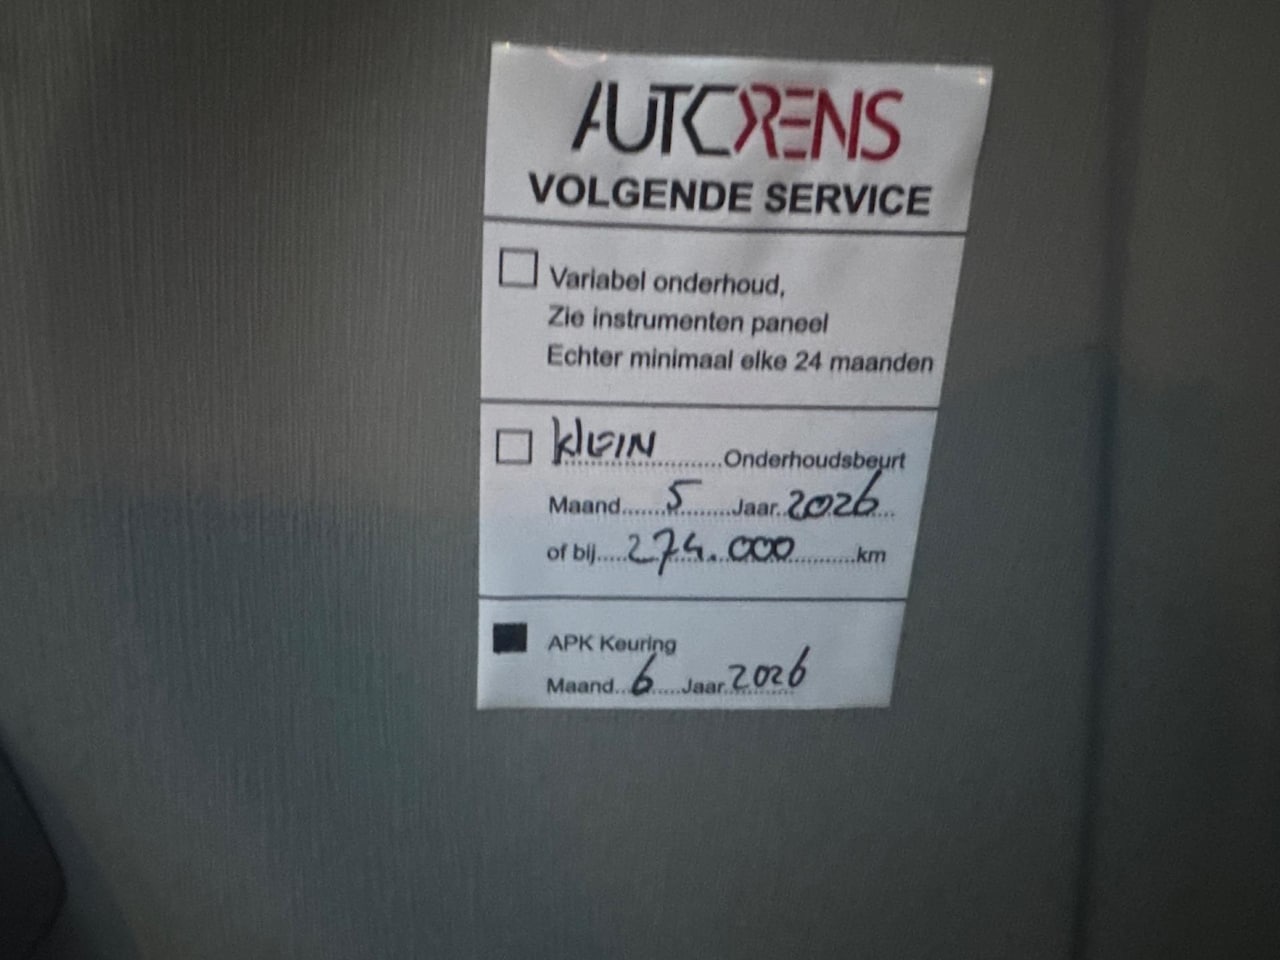 AUTORENS
VOLGENDE SERVICE
Variabel onderhoud,
Zie instrumenten paneel
Echter minimaal elke 24 maanden
KLEIN Onderhoudsbeurt
Maand 5 Jaar 2026
of bij 274.000 km
APK Keuring
Maand 6 Jaar 2026